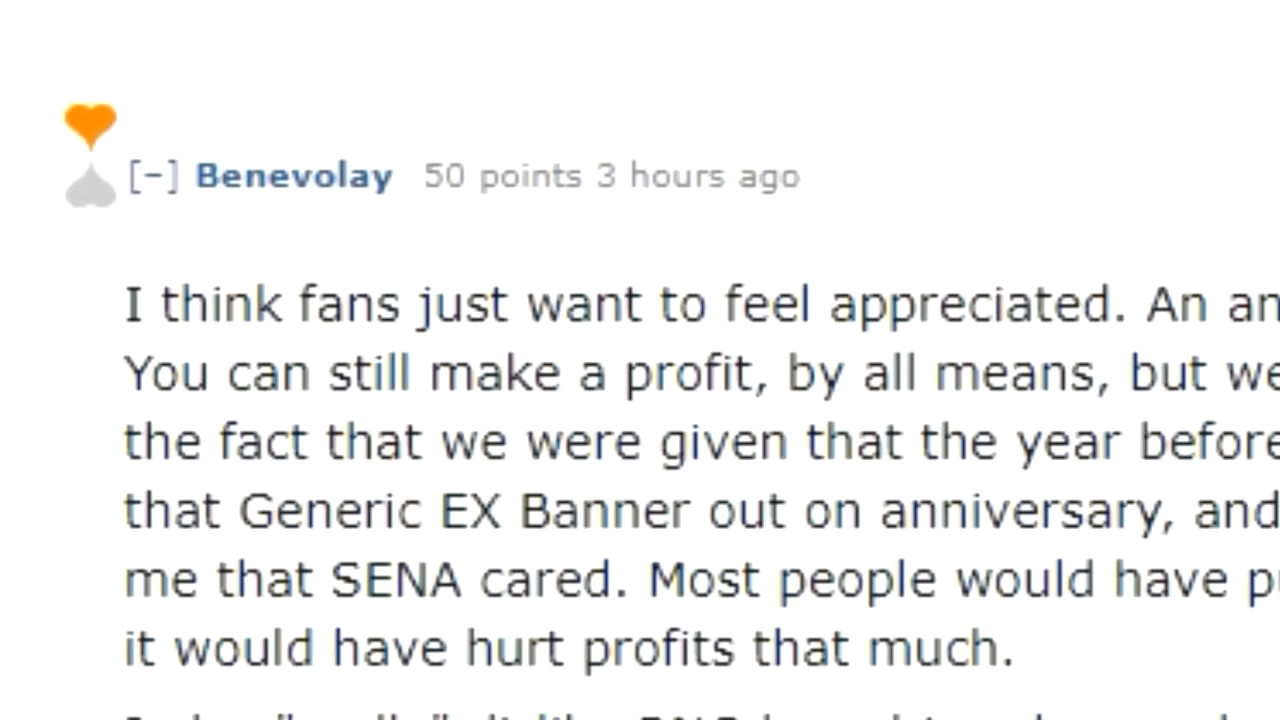 [−] Benevolay 50 points 3 hours ago
I think fans just want to feel appreciated. An
You can still make a profit, by all means, but
the fact that we were given that the year before
that Generic EX Banner out on anniversary, and
me that SENA cared. Most people would have
it would have hurt profits that much.